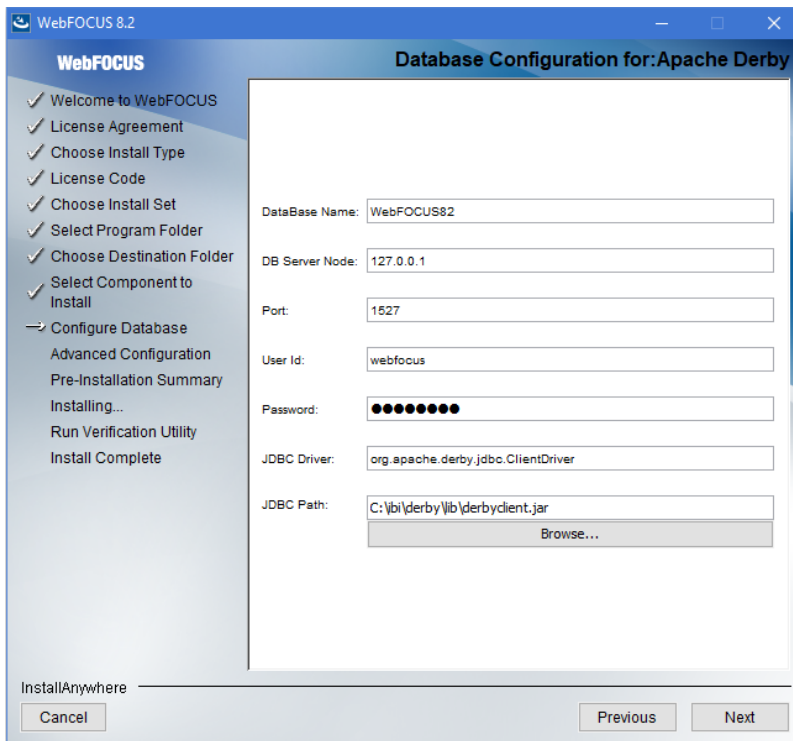 WebFOCUS 8.2
WebFOCUS
Database Configuration for:Apache Derby
Welcome to WebFOCUS
License Agreement
Choose Install Type
License Code
Choose Install Set
Select Program Folder
Choose Destination Folder
Select Component to
Install
Configure Database
Advanced Configuration
Pre-Installation Summary
Installing...
Run Verification Utility
Install Complete
DataBase Name: WebFOCUS82
DB Server Node: 127.0.0.1
Port: 1527
User Id: webfocus
Password: ●●●●●●●●
JDBC Driver: org.apache.derby.jdbc.ClientDriver
JDBC Path: C:\ibi\derby\lib\derbyclient.jar
Browse...
InstallAnywhere
Cancel Previous Next